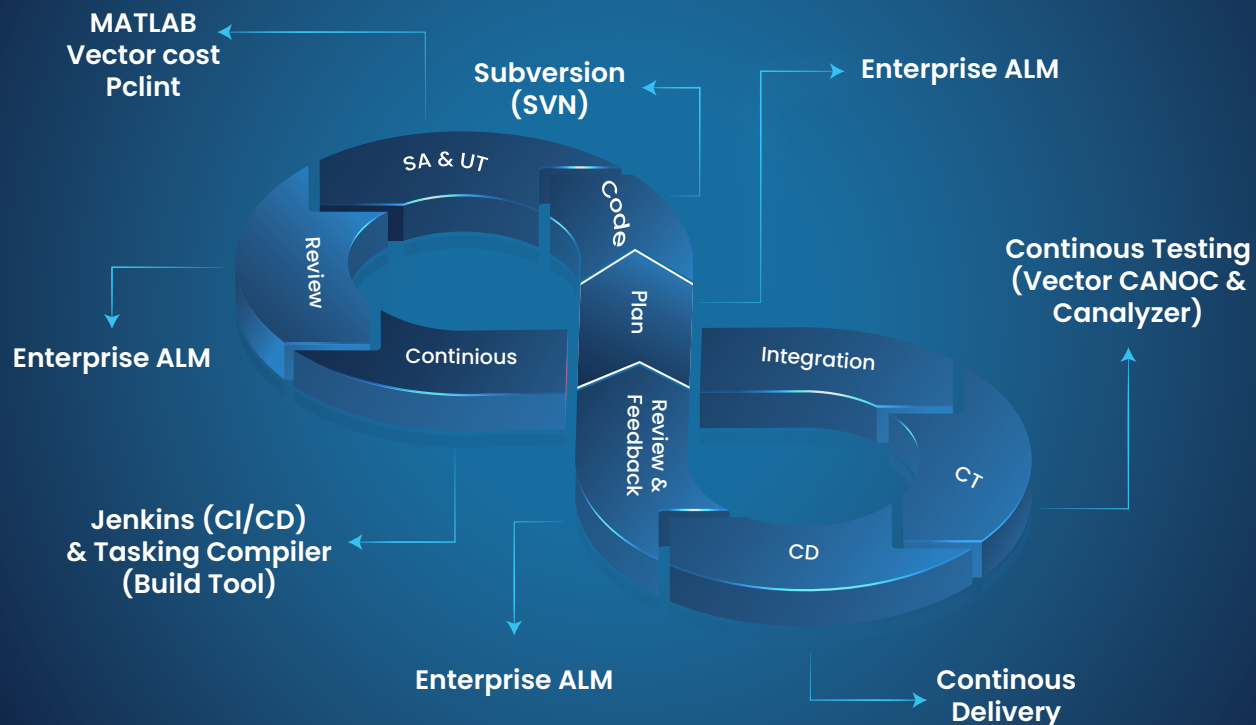 MATLAB
Vector cost
Pclint
Subversion
(SVN)
Enterprise ALM
SA & UT
Code
Review
Plan
Continous Testing
(Vector CANOC &
Canalyzer)
Enterprise ALM
Continious
Integration
Review &
Feedback
CT
Jenkins (CI/CD)
& Tasking Compiler
(Build Tool)
CD
Enterprise ALM
Continous
Delivery